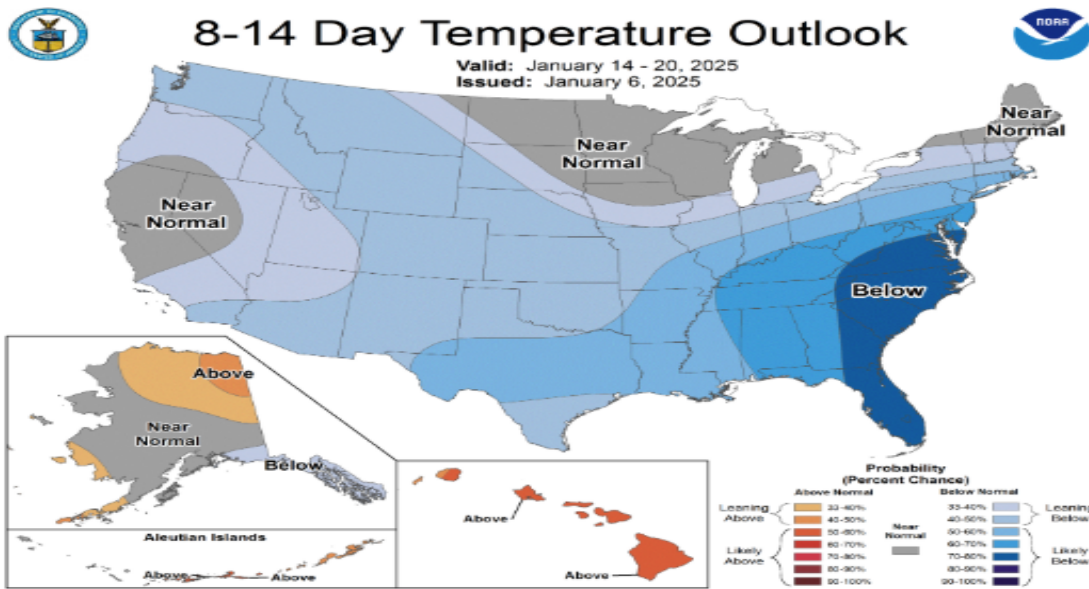 8-14 Day Temperature Outlook
NOAA
Valid: January 14 - 20, 2025
Issued: January 6, 2025
Near
Normal
Near
Normal
Near
Normal
Below
Above
Near
Normal
Below
Aleutian Islands
Above
Above
Above
Above
Probability
(Percent Chance)
Above Normal
Below Normal
Leaning
Above
33-40%
40-50%
Likely
Above
50-60%
60-70%
70-80%
80-90%
90-100%
Near
Normal
33-40%
40-50%
Leaning
Below
50-60%
60-70%
70-80%
80-90%
90-100%
Likely
Below